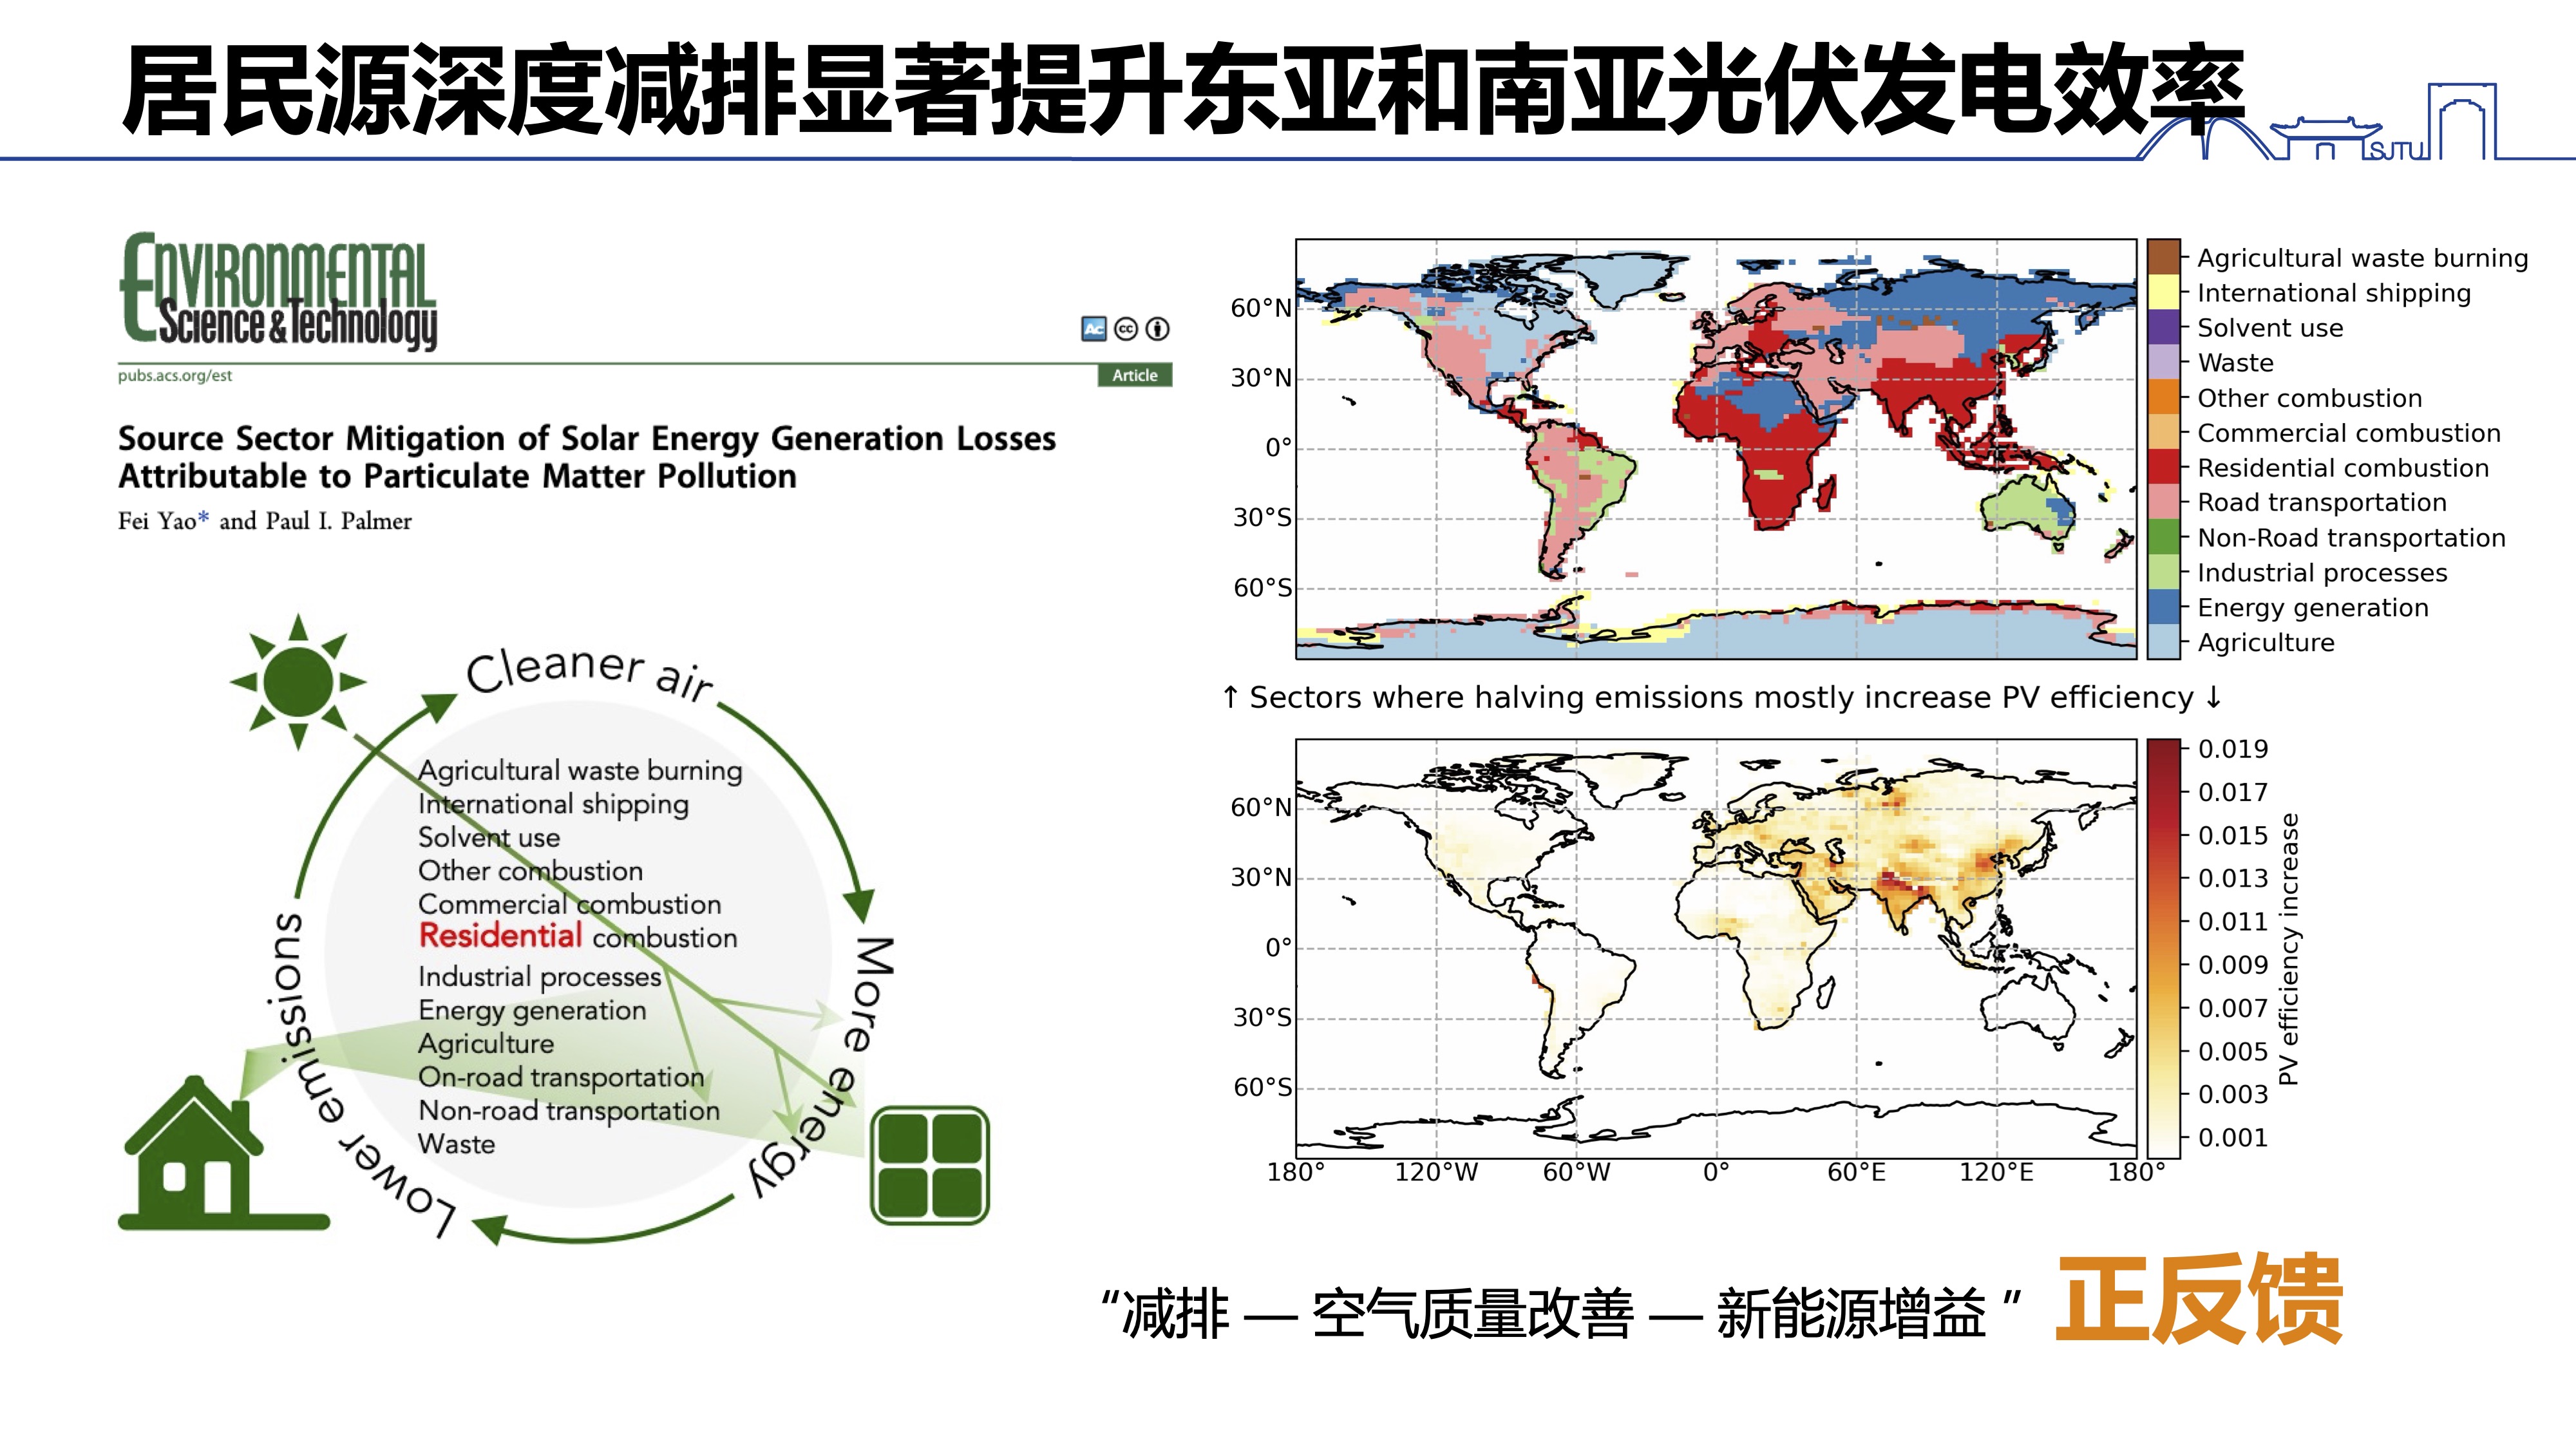 居民源深度减排显著提升东亚和南亚光伏发电效率
SJTU
ENVIRONMENTAL
Science & Technology
Ac
cc
pubs.acs.org/est
Article
Source Sector Mitigation of Solar Energy Generation Losses
Attributable to Particulate Matter Pollution
Fei Yao* and Paul I. Palmer
Cleaner air
More energy
Lower emissions
Agricultural waste burning
International shipping
Solvent use
Other combustion
Commercial combustion
Residential combustion
Industrial processes
Energy generation
Agriculture
On-road transportation
Non-road transportation
Waste
60°N
30°N
0°
30°S
60°S
Agricultural waste burning
International shipping
Solvent use
Waste
Other combustion
Commercial combustion
Residential combustion
Road transportation
Non-Road transportation
Industrial processes
Energy generation
Agriculture
↑ Sectors where halving emissions mostly increase PV efficiency ↓
60°N
30°N
0°
30°S
60°S
180°
120°W
60°W
0°
60°E
120°E
180°
0.019
0.017
0.015
0.013
0.011
0.009
0.007
0.005
0.003
0.001
PV efficiency increase
“减排 — 空气质量改善 — 新能源增益 ” 正反馈